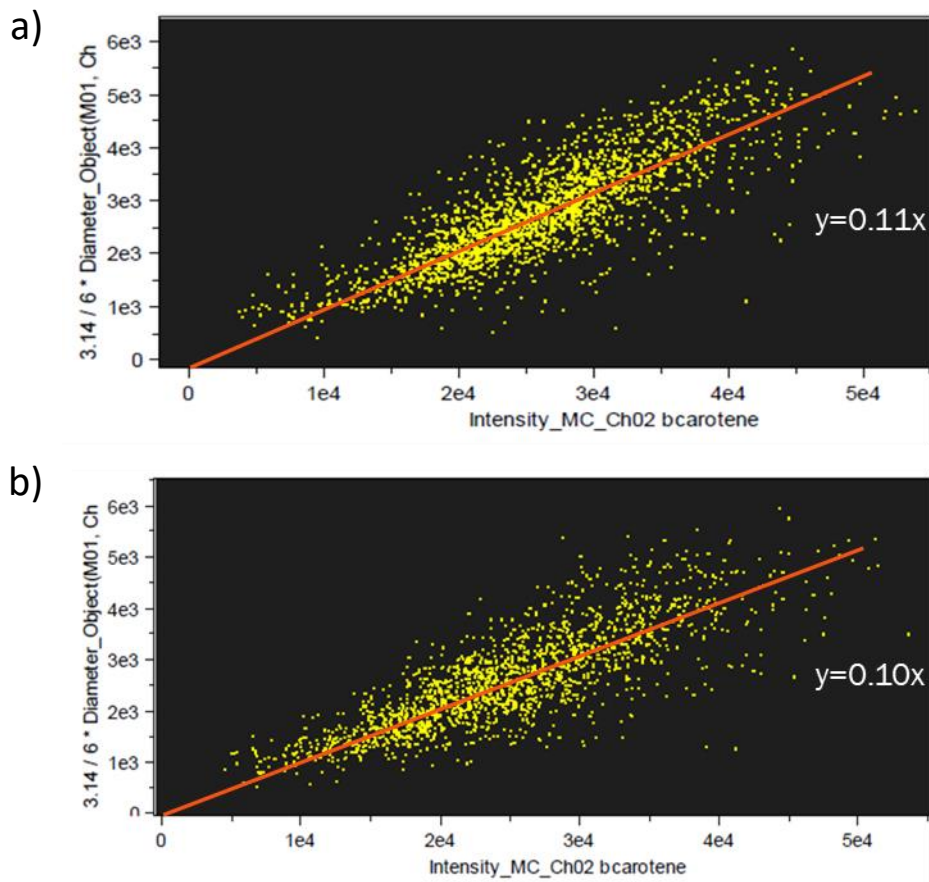 a)
3.14 / 6 * Diameter_Object(M01, Ch
6e3
5e3
4e3
3e3
2e3
1e3
0
y=0.11x
0 1e4 2e4 3e4 4e4 5e4
Intensity_MC_Ch02 bcarotene
b)
3.14 / 6 * Diameter_Object(M01, Ch
6e3
5e3
4e3
3e3
2e3
1e3
0
y=0.10x
0 1e4 2e4 3e4 4e4 5e4
Intensity_MC_Ch02 bcarotene